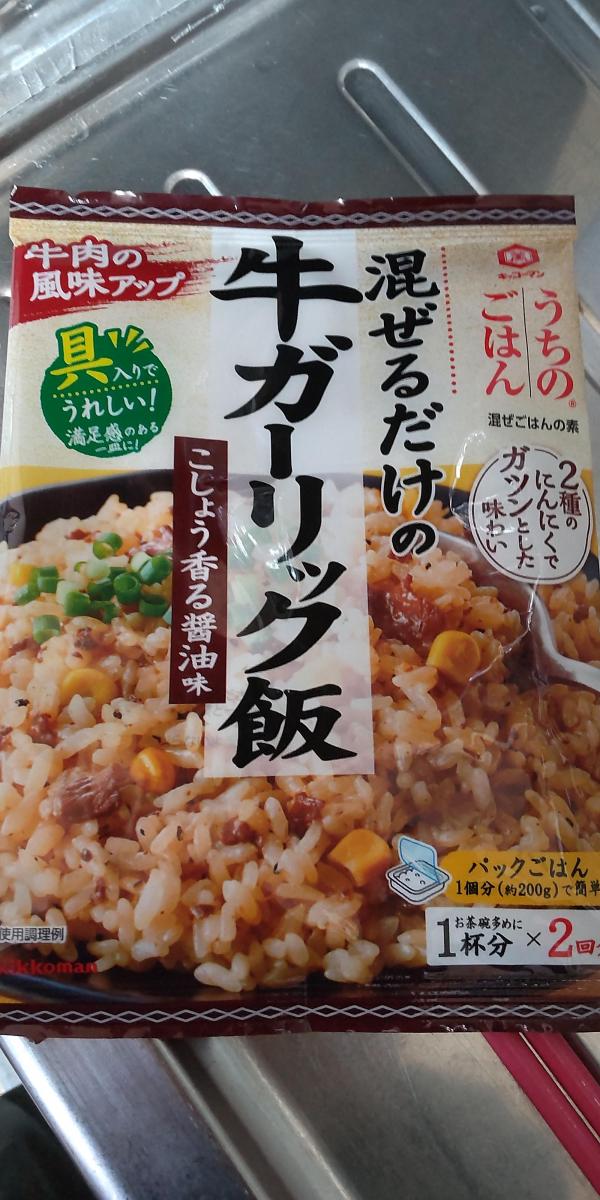 キッコーマン
うちの®
ごはん
混ぜごはんの素
2種の
にんにくで
ガツンとした
味わい
混ぜるだけの
牛ガーリック飯
こしょう香る醤油味
牛肉の
風味アップ
具入りで
うれしい!
満足感のある
一皿に!
パックごはん
1個分(約200g)で簡単
お茶碗多めに
1杯分×2回分
使用調理例
kikkoman